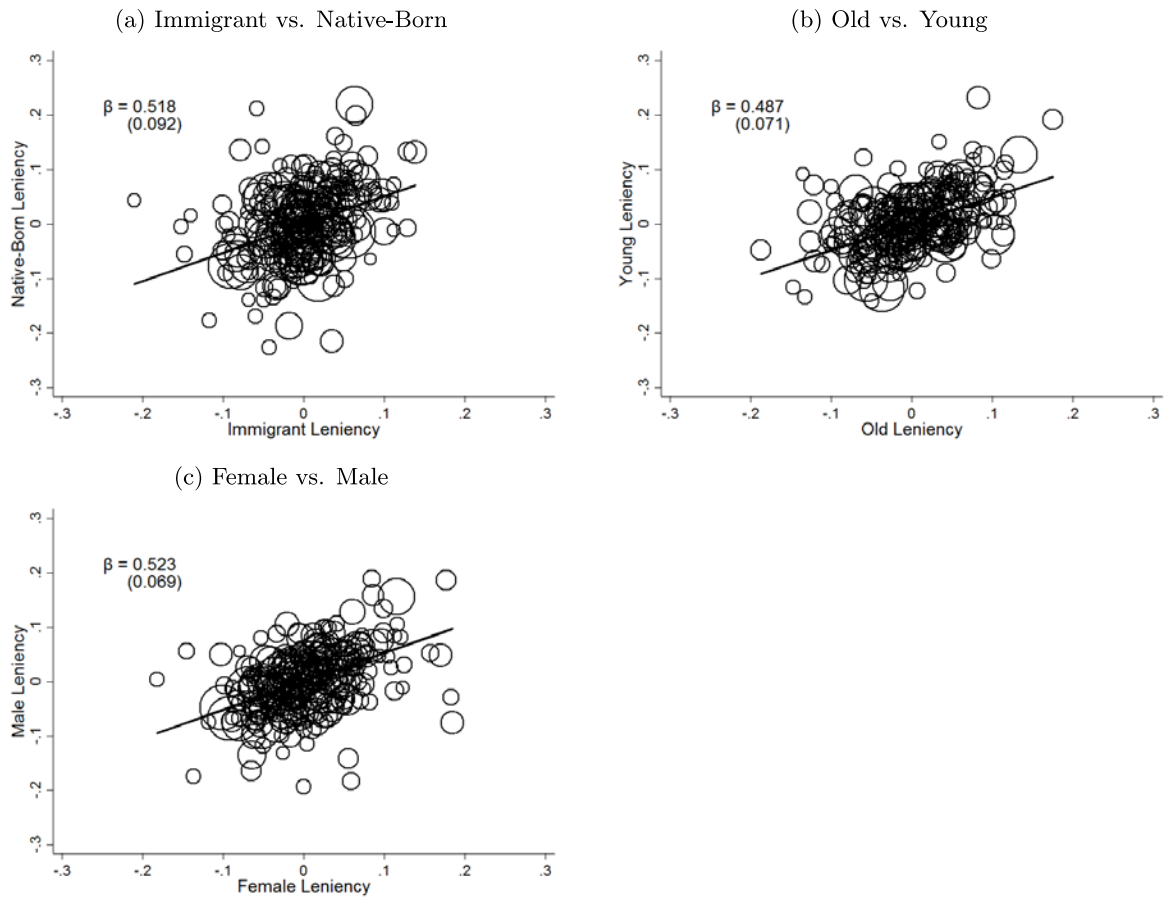 (a) Immigrant vs. Native-Born
.3
.2
.1
0
-.1
-.2
-.3
Native-Born Leniency
β = 0.518
(0.092)
-.3 -.2 -.1 0 .1 .2 .3
Immigrant Leniency
(b) Old vs. Young
.3
.2
.1
0
-.1
-.2
-.3
Young Leniency
β = 0.487
(0.071)
-.3 -.2 -.1 0 .1 .2 .3
Old Leniency
(c) Female vs. Male
.3
.2
.1
0
-.1
-.2
-.3
Male Leniency
β = 0.523
(0.069)
-.3 -.2 -.1 0 .1 .2 .3
Female Leniency